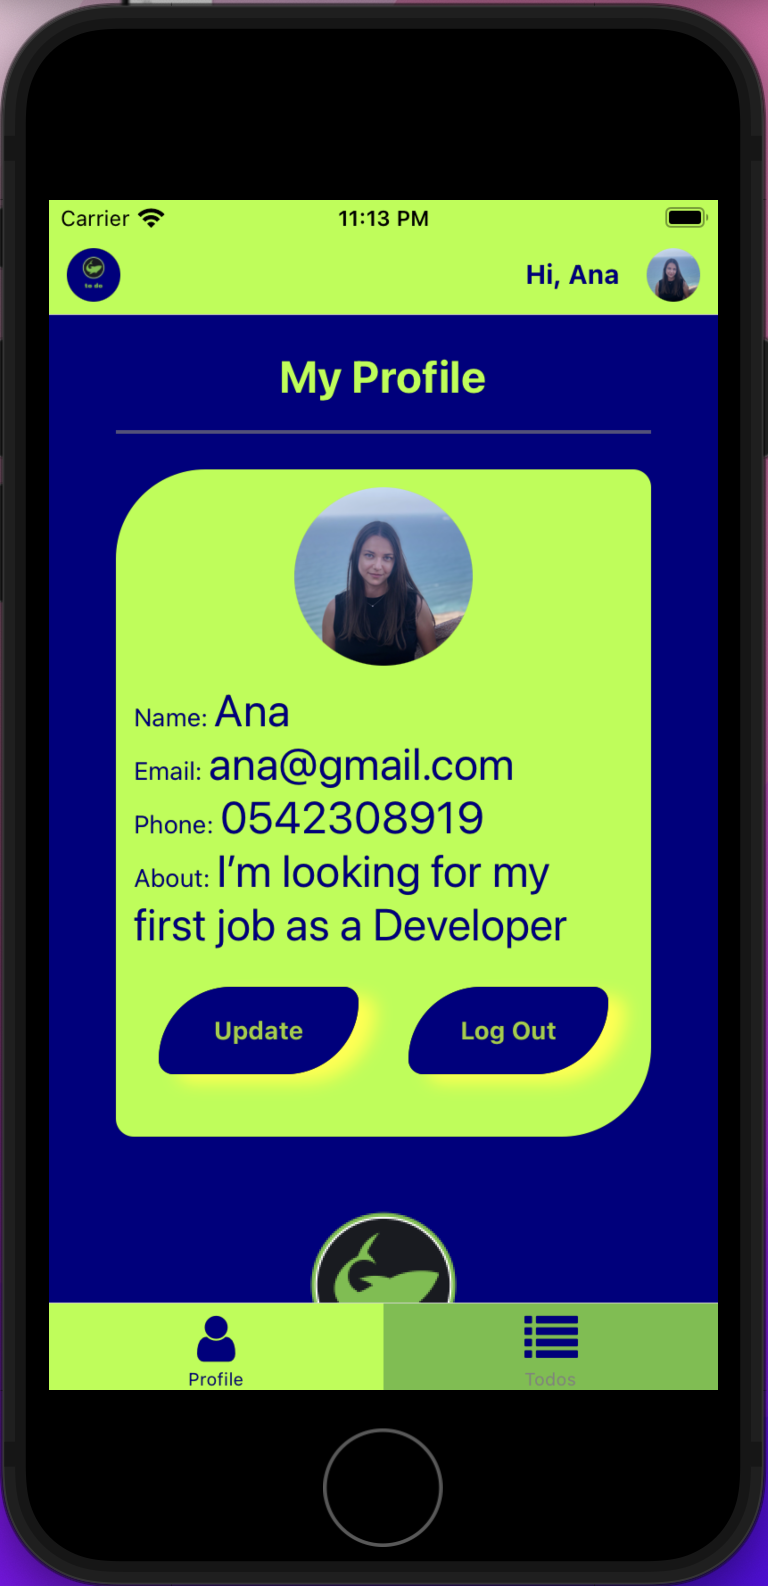 Carrier 11:13 PM
to do
Hi, Ana
My Profile
Name: Ana
Email: ana@gmail.com
Phone: 0542308919
About: I’m looking for my
first job as a Developer
Update Log Out
Profile Todos